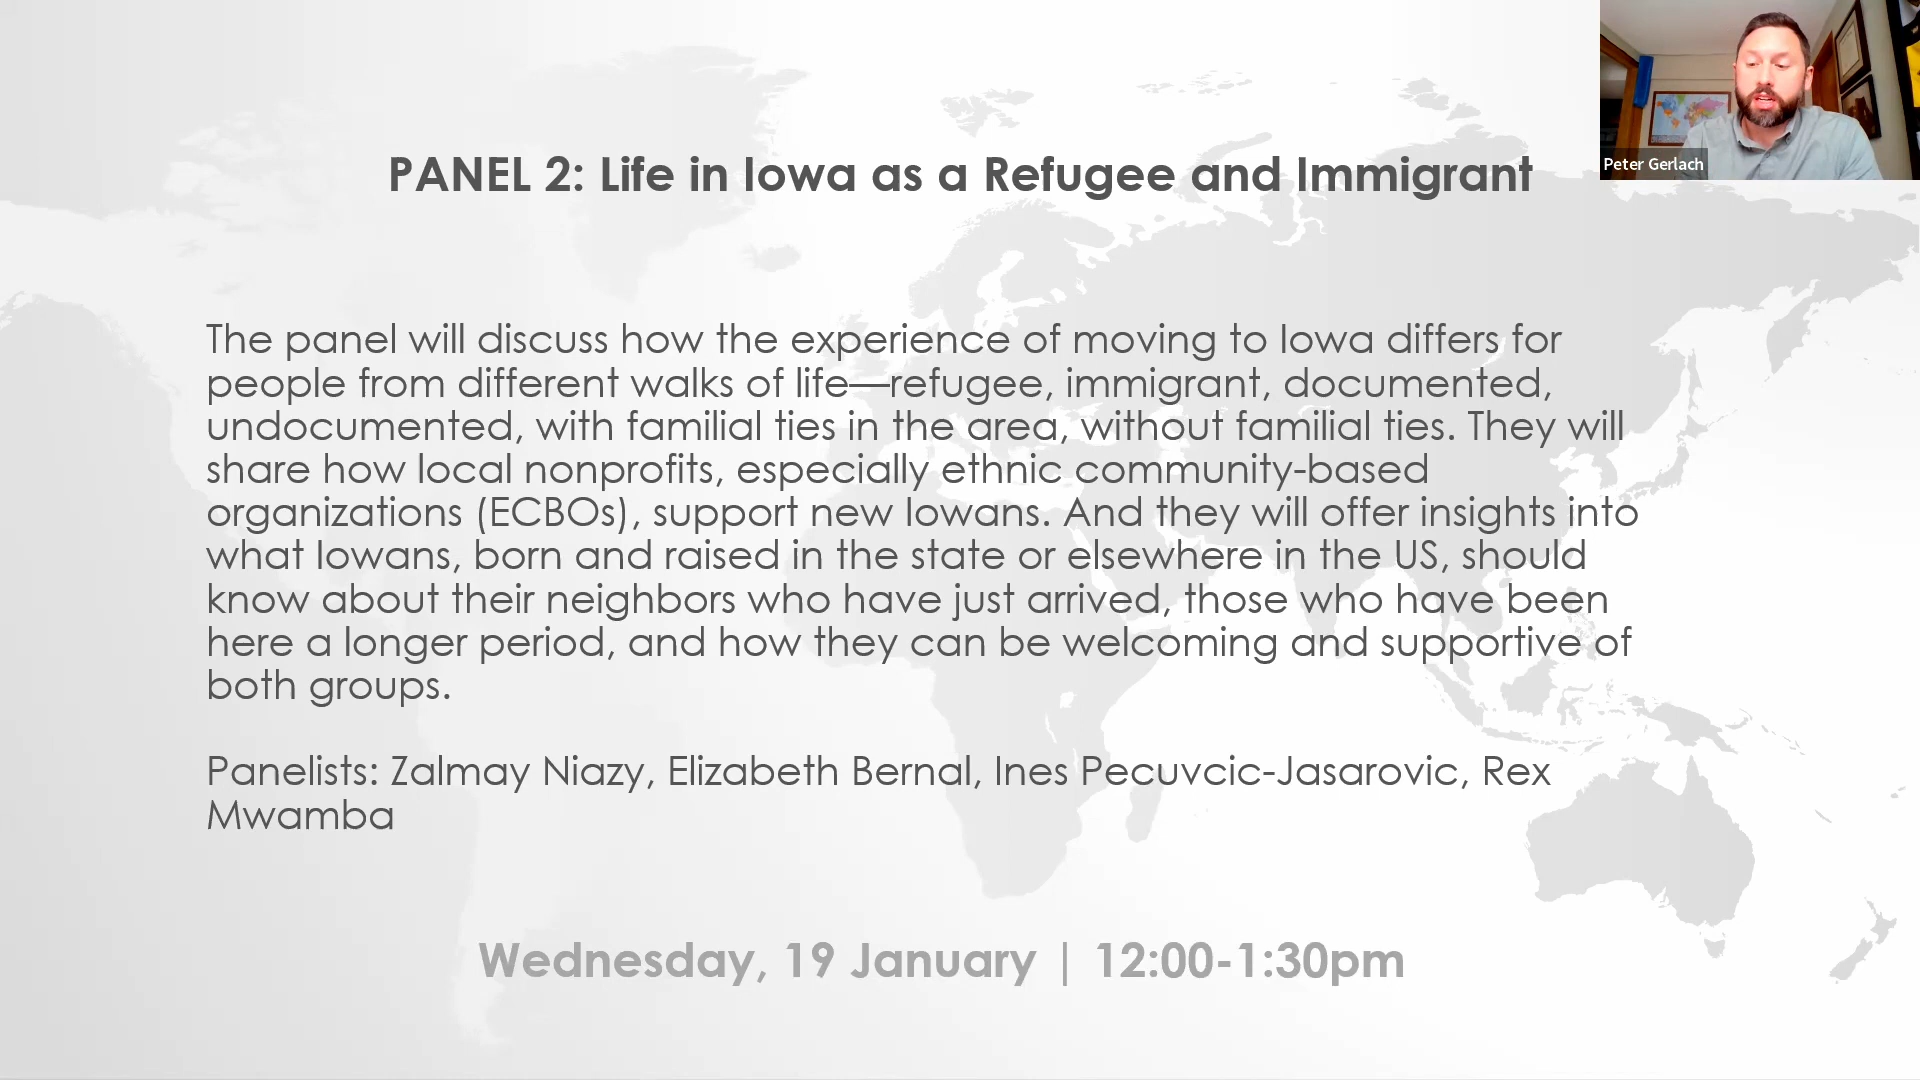 PANEL 2: Life in Iowa as a Refugee and Immigrant
Peter Gerlach
The panel will discuss how the experience of moving to Iowa differs for
people from different walks of life—refugee, immigrant, documented,
undocumented, with familial ties in the area, without familial ties. They will
share how local nonprofits, especially ethnic community-based
organizations (ECBOs), support new Iowans. And they will offer insights into
what Iowans, born and raised in the state or elsewhere in the US, should
know about their neighbors who have just arrived, those who have been
here a longer period, and how they can be welcoming and supportive of
both groups.
Panelists: Zalmay Niazy, Elizabeth Bernal, Ines Pecuvcic-Jasarovic, Rex
Mwamba
Wednesday, 19 January | 12:00-1:30pm